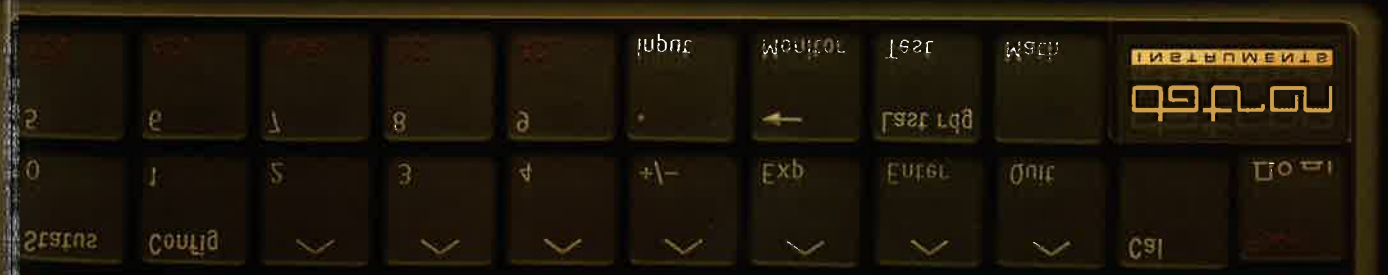 Status Config Cal
0 1 2 3 4 +/- Exp Enter Quit
5 6 7 8 9 . ← Last rdg
datron
INSTRUMENTS
Input Monitor Test Math